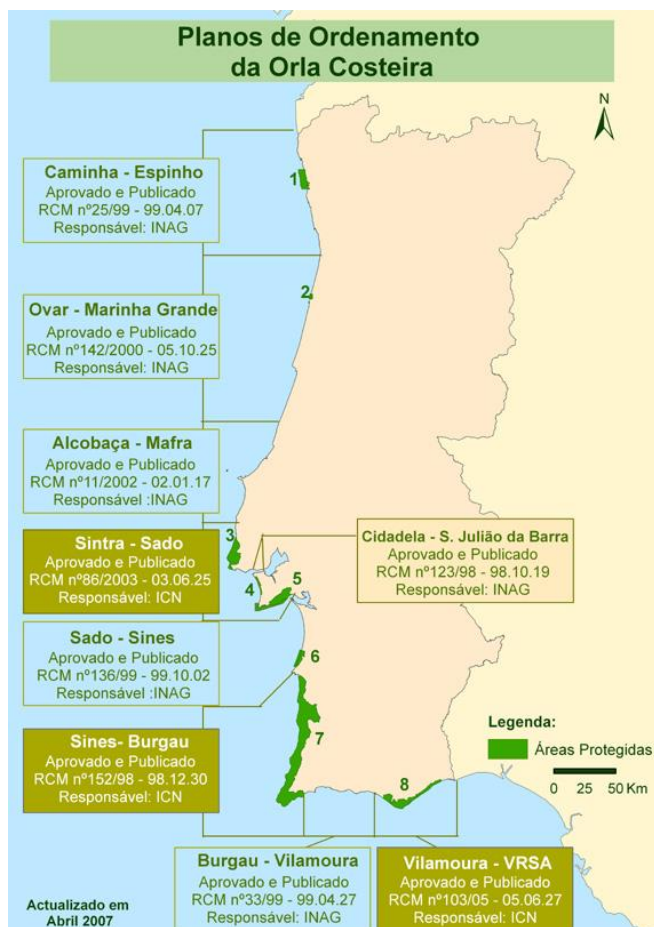 Planos de Ordenamento
da Orla Costeira
N
Caminha - Espinho
Aprovado e Publicado
RCM nº25/99 - 99.04.07
Responsável: INAG
1
2
Ovar - Marinha Grande
Aprovado e Publicado
RCM nº142/2000 - 05.10.25
Responsável: INAG
Alcobaça - Mafra
Aprovado e Publicado
RCM nº11/2002 - 02.01.17
Responsável :INAG
3
Sintra - Sado
Aprovado e Publicado
RCM nº86/2003 - 03.06.25
Responsável: ICN
Cidadela - S. Julião da Barra
Aprovado e Publicado
RCM nº123/98 - 98.10.19
Responsável: INAG
4
5
Sado - Sines
Aprovado e Publicado
RCM nº136/99 - 99.10.02
Responsável :INAG
6
7
Sines- Burgau
Aprovado e Publicado
RCM nº152/98 - 98.12.30
Responsável: ICN
8
Legenda:
Áreas Protegidas
0 25 50 Km
Burgau - Vilamoura
Aprovado e Publicado
RCM nº33/99 - 99.04.27
Responsável: INAG
Vilamoura - VRSA
Aprovado e Publicado
RCM nº103/05 - 05.06.27
Responsável: ICN
Actualizado em
Abril 2007